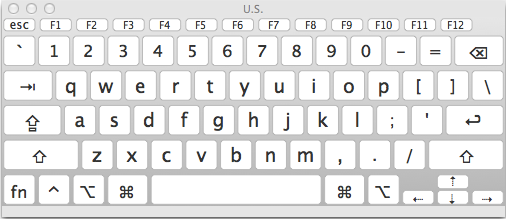 U.S.
esc F1 F2 F3 F4 F5 F6 F7 F8 F9 F10 F11 F12
` 1 2 3 4 5 6 7 8 9 0 - = ⌫
⇥ q w e r t y u i o p [ ] \
⇪ a s d f g h j k l ; ' ↩
⇧ z x c v b n m , . / ⇧
fn ^ ⌥ ⌘ ⌘ ⌥ ⇠ ⇡ ⇣ ⇢